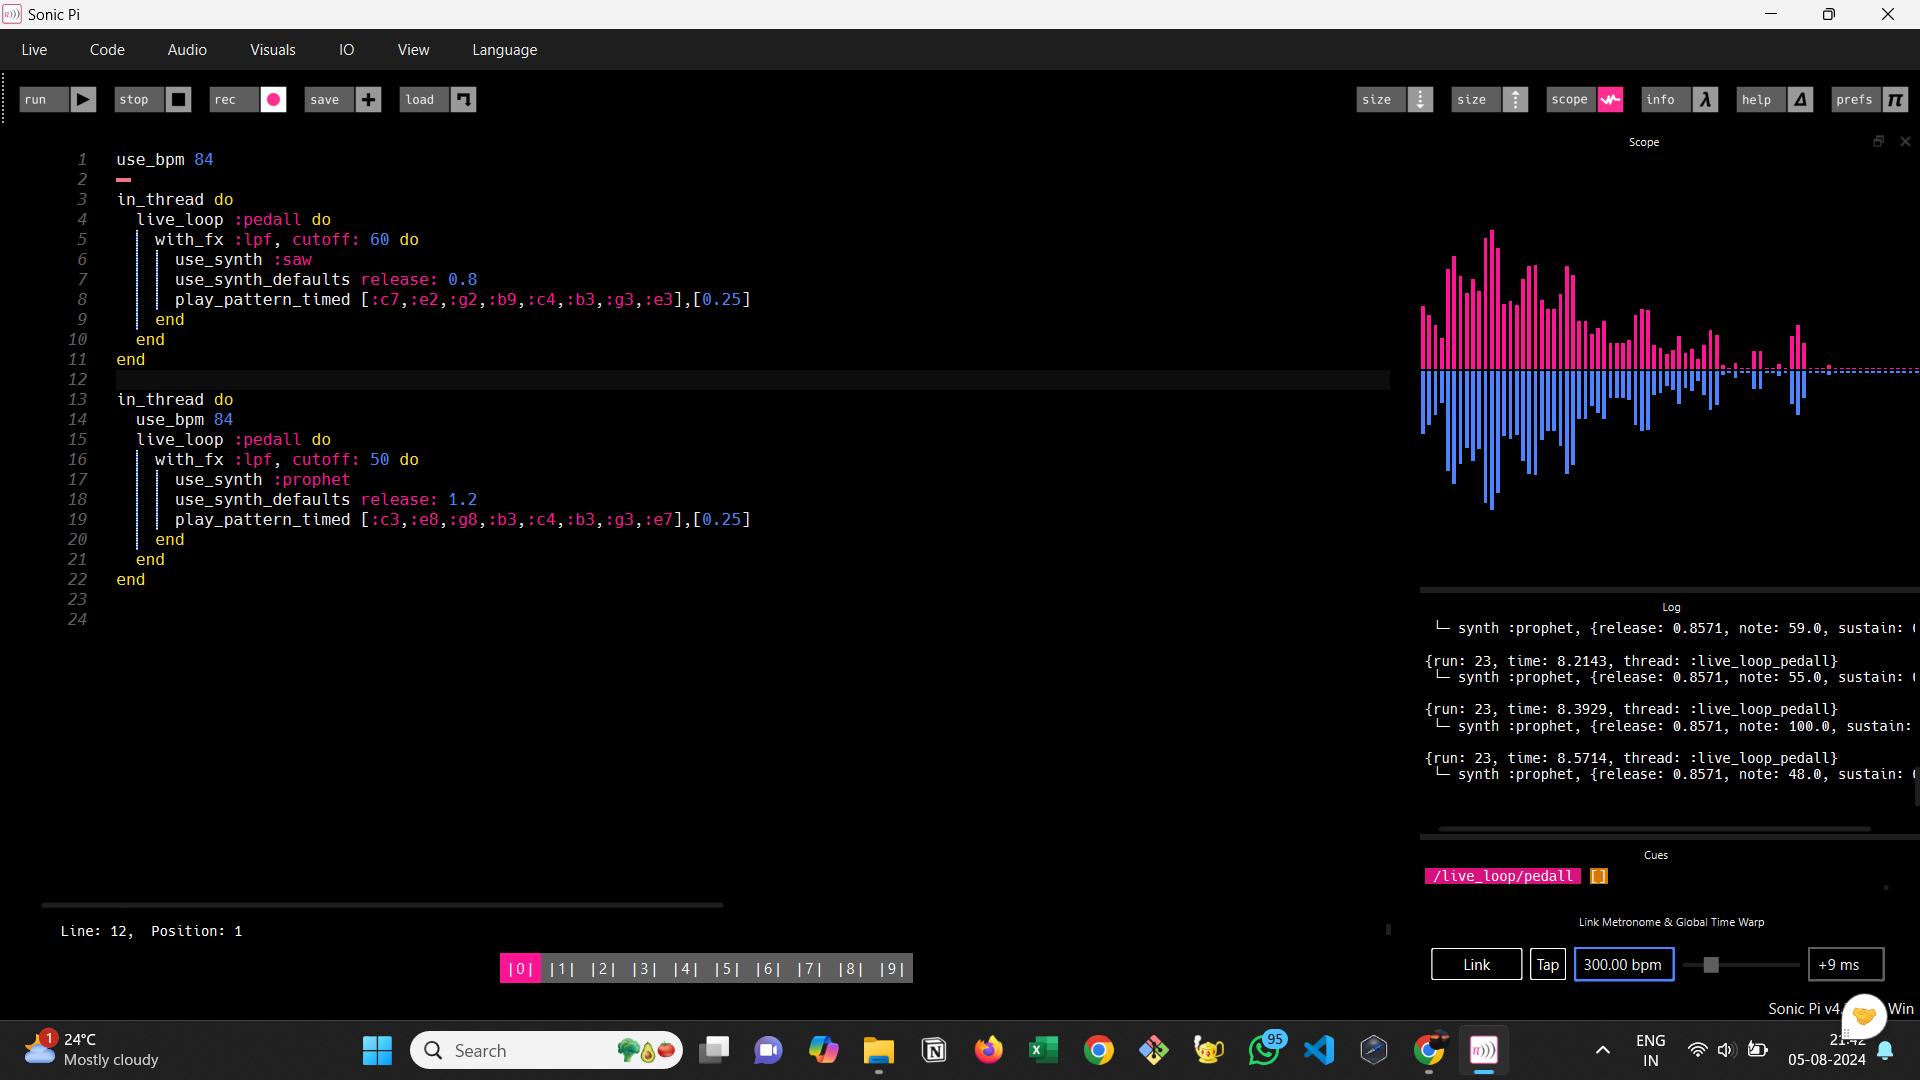 Sonic Pi
Live Code Audio Visuals IO View Language
run stop rec save load size size scope info help prefs
Scope
1 use_bpm 84
2
3 in_thread do
4 live_loop :pedall do
5 with_fx :lpf, cutoff: 60 do
6 use_synth :saw
7 use_synth_defaults release: 0.8
8 play_pattern_timed [:c7,:e2,:g2,:b9,:c4,:b3,:g3,:e3],[0.25]
9 end
10 end
11 end
12
13 in_thread do
14 use_bpm 84
15 live_loop :pedall do
16 with_fx :lpf, cutoff: 50 do
17 use_synth :prophet
18 use_synth_defaults release: 1.2
19 play_pattern_timed [:c3,:e8,:g8,:b3,:c4,:b3,:g3,:e7],[0.25]
20 end
21 end
22 end
23
24
Line: 12, Position: 1
|0| |1| |2| |3| |4| |5| |6| |7| |8| |9|
Log
└─ synth :prophet, {release: 0.8571, note: 59.0, sustain:
{run: 23, time: 8.2143, thread: :live_loop_pedall}
└─ synth :prophet, {release: 0.8571, note: 55.0, sustain:
{run: 23, time: 8.3929, thread: :live_loop_pedall}
└─ synth :prophet, {release: 0.8571, note: 100.0, sustain:
{run: 23, time: 8.5714, thread: :live_loop_pedall}
└─ synth :prophet, {release: 0.8571, note: 48.0, sustain:
Cues
/live_loop/pedall []
Link Metronome & Global Time Warp
Link Tap 300.00 bpm +9 ms
Sonic Pi v4. Win
1 24°C
Mostly cloudy
Search
95
ENG
IN
21:42
05-08-2024